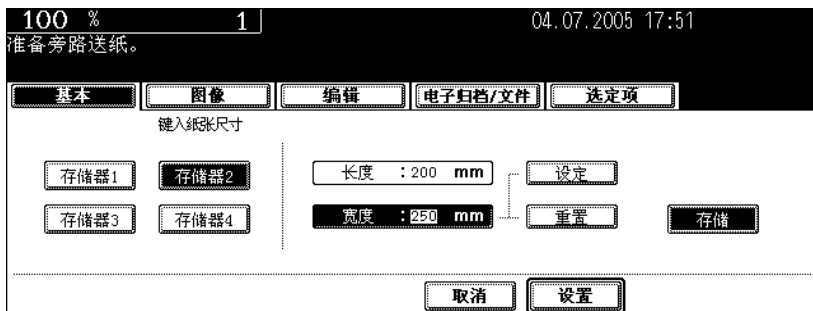 100 % 1 04.07.2005 17:51
准备旁路送纸。
基本 图像 编辑 电子归档/文件 选定项
键入纸张尺寸
存储器1 存储器2 长度 :200 mm 设定
存储器3 存储器4 宽度 :250 mm 重置 存储
取消 设置